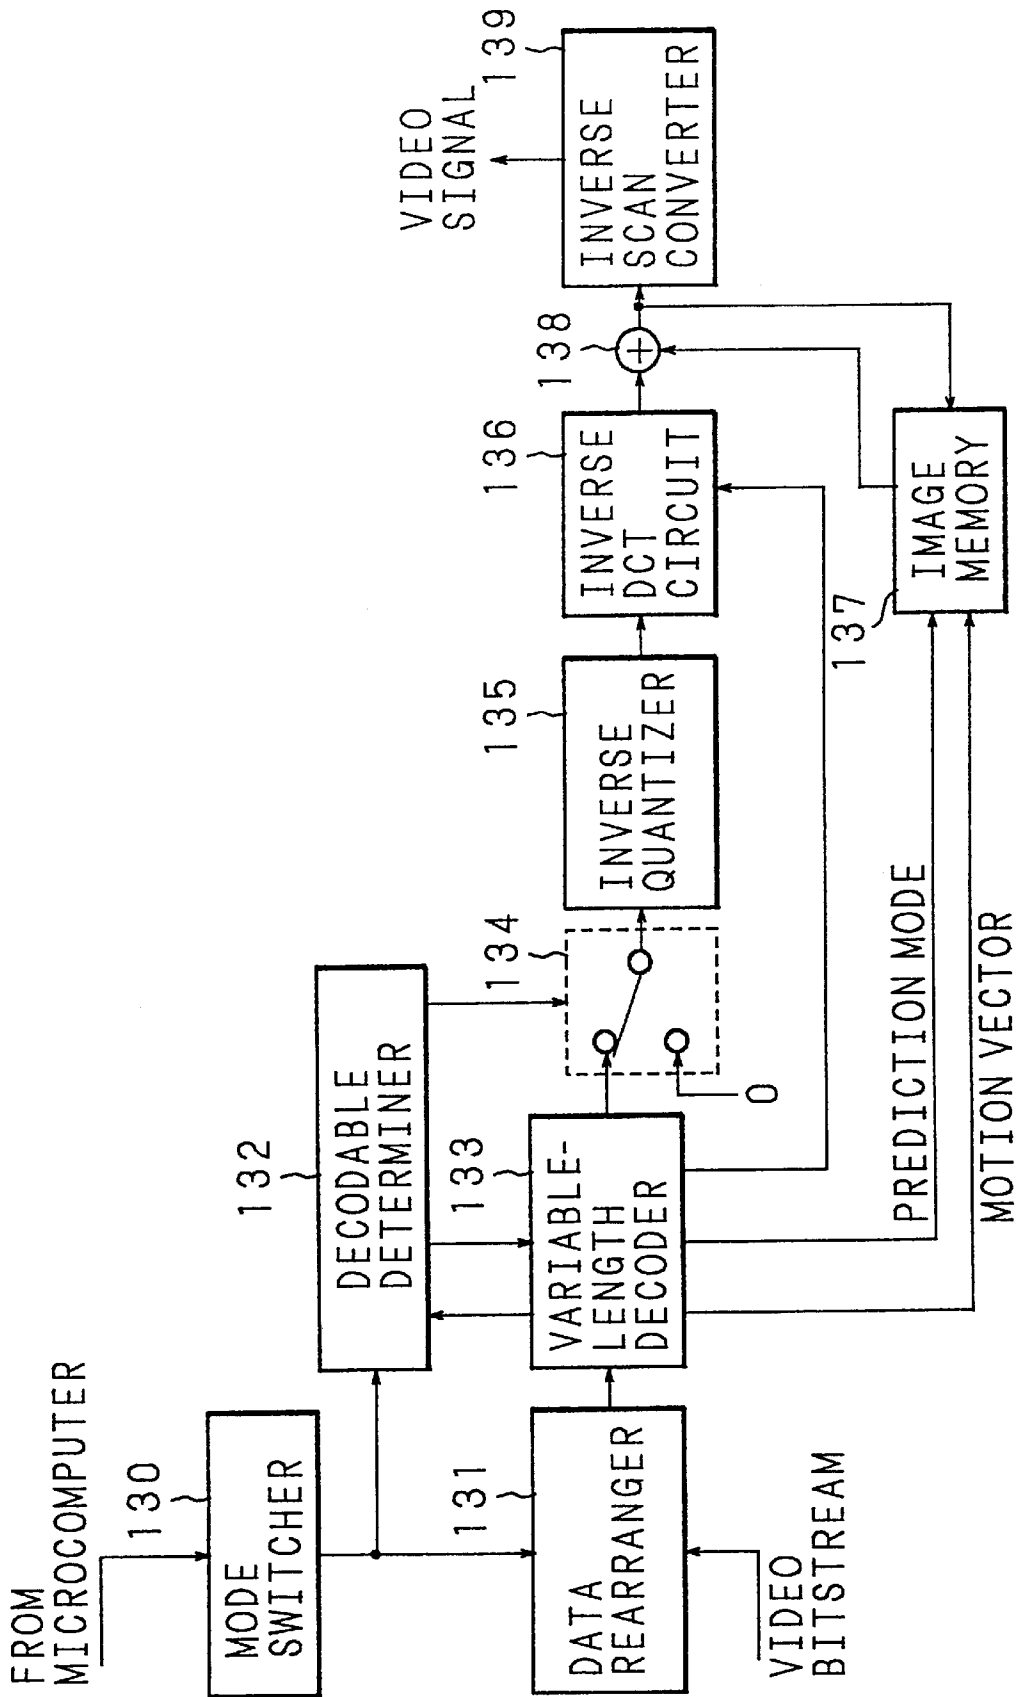 FROM
MICROCOMPUTER
130
MODE
SWITCHER
131
DATA
REARRANGER
VIDEO
BITSTREAM
132
DECODABLE
DETERMINER
133
VARIABLE-
LENGTH
DECODER
134
0
135
INVERSE
QUANTIZER
136
INVERSE
DCT
CIRCUIT
PREDICTION MODE
MOTION VECTOR
137
IMAGE
MEMORY
138
+
139
INVERSE
SCAN
CONVERTER
VIDEO
SIGNAL